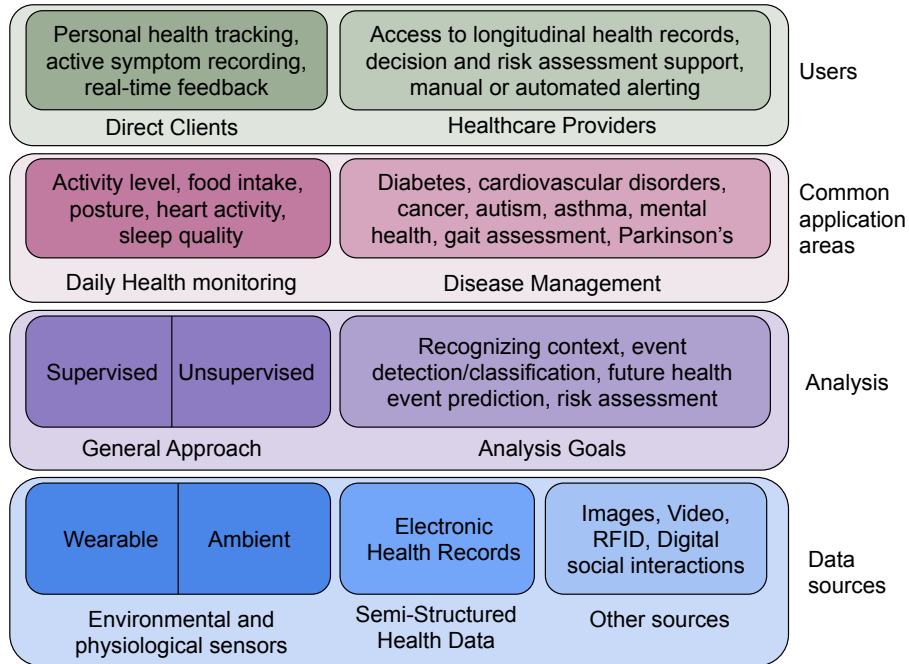 Personal health tracking,
active symptom recording,
real-time feedback
Direct Clients
Access to longitudinal health records,
decision and risk assessment support,
manual or automated alerting
Healthcare Providers
Users
Activity level, food intake,
posture, heart activity,
sleep quality
Daily Health monitoring
Diabetes, cardiovascular disorders,
cancer, autism, asthma, mental
health, gait assessment, Parkinson's
Disease Management
Common
application
areas
Supervised
Unsupervised
General Approach
Recognizing context, event
detection/classification, future health
event prediction, risk assessment
Analysis Goals
Analysis
Wearable
Ambient
Environmental and
physiological sensors
Electronic
Health Records
Semi-Structured
Health Data
Images, Video,
RFID, Digital
social interactions
Other sources
Data
sources